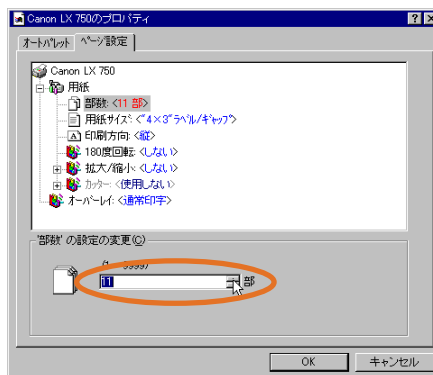 Canon LX 750のプロパティ
オートパレット ページ設定
Canon LX 750
用紙
部数: <11 部>
用紙サイズ: <"4×3"ラベル/ギャップ>
印刷方向: <縦>
180度回転: <しない>
拡大/縮小: <しない>
カッター: <使用しない>
オーバーレイ: <通常印字>
'部数' の設定の変更(C)
9999)
11 部
OK キャンセル